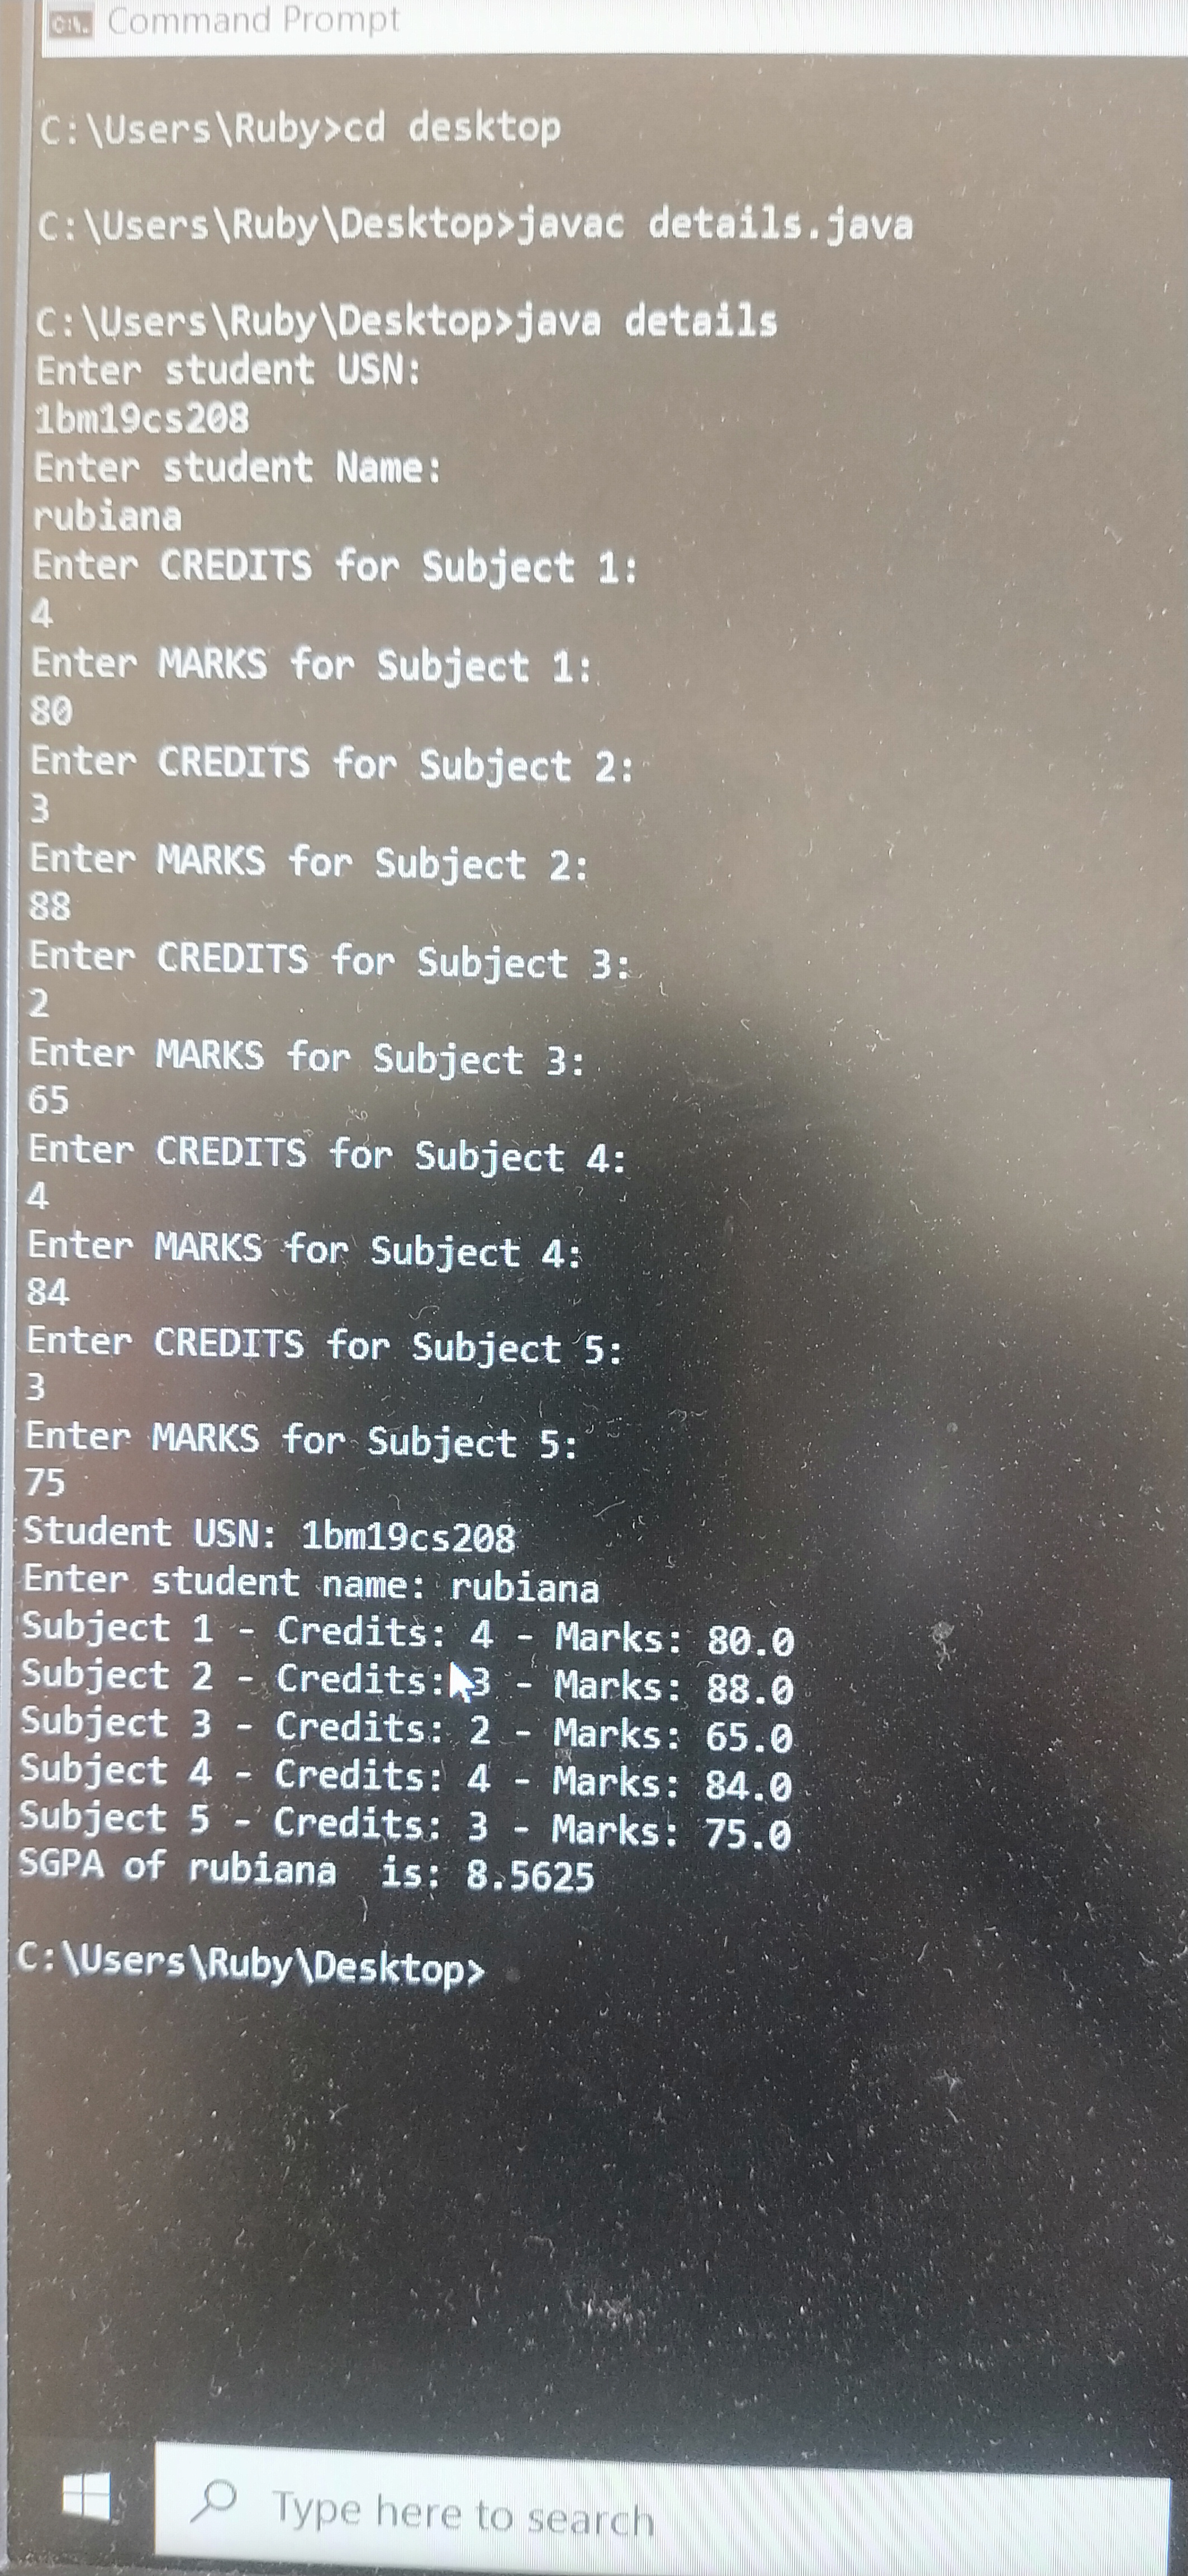 Command Prompt
C:\Users\Ruby>cd desktop
C:\Users\Ruby\Desktop>javac details.java
C:\Users\Ruby\Desktop>java details
Enter student USN:
1bm19cs208
Enter student Name:
rubiana
Enter CREDITS for Subject 1:
4
Enter MARKS for Subject 1:
80
Enter CREDITS for Subject 2:
3
Enter MARKS for Subject 2:
88
Enter CREDITS for Subject 3:
2
Enter MARKS for Subject 3:
65
Enter CREDITS for Subject 4:
4
Enter MARKS for Subject 4:
84
Enter CREDITS for Subject 5:
3
Enter MARKS for Subject 5:
75
Student USN: 1bm19cs208
Enter student name: rubiana
Subject 1 - Credits: 4 - Marks: 80.0
Subject 2 - Credits: 3 - Marks: 88.0
Subject 3 - Credits: 2 - Marks: 65.0
Subject 4 - Credits: 4 - Marks: 84.0
Subject 5 - Credits: 3 - Marks: 75.0
SGPA of rubiana  is: 8.5625
C:\Users\Ruby\Desktop>
Type here to search